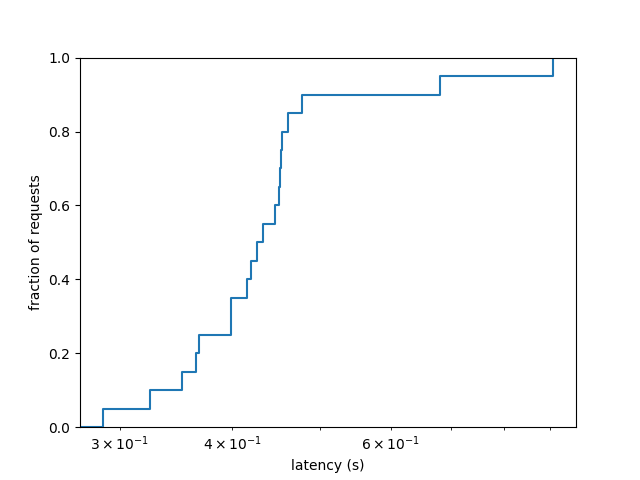 1.0
0.8
0.6
0.4
0.2
0.0
3 × 10⁻¹ 4 × 10⁻¹ 6 × 10⁻¹
latency (s)
fraction of requests